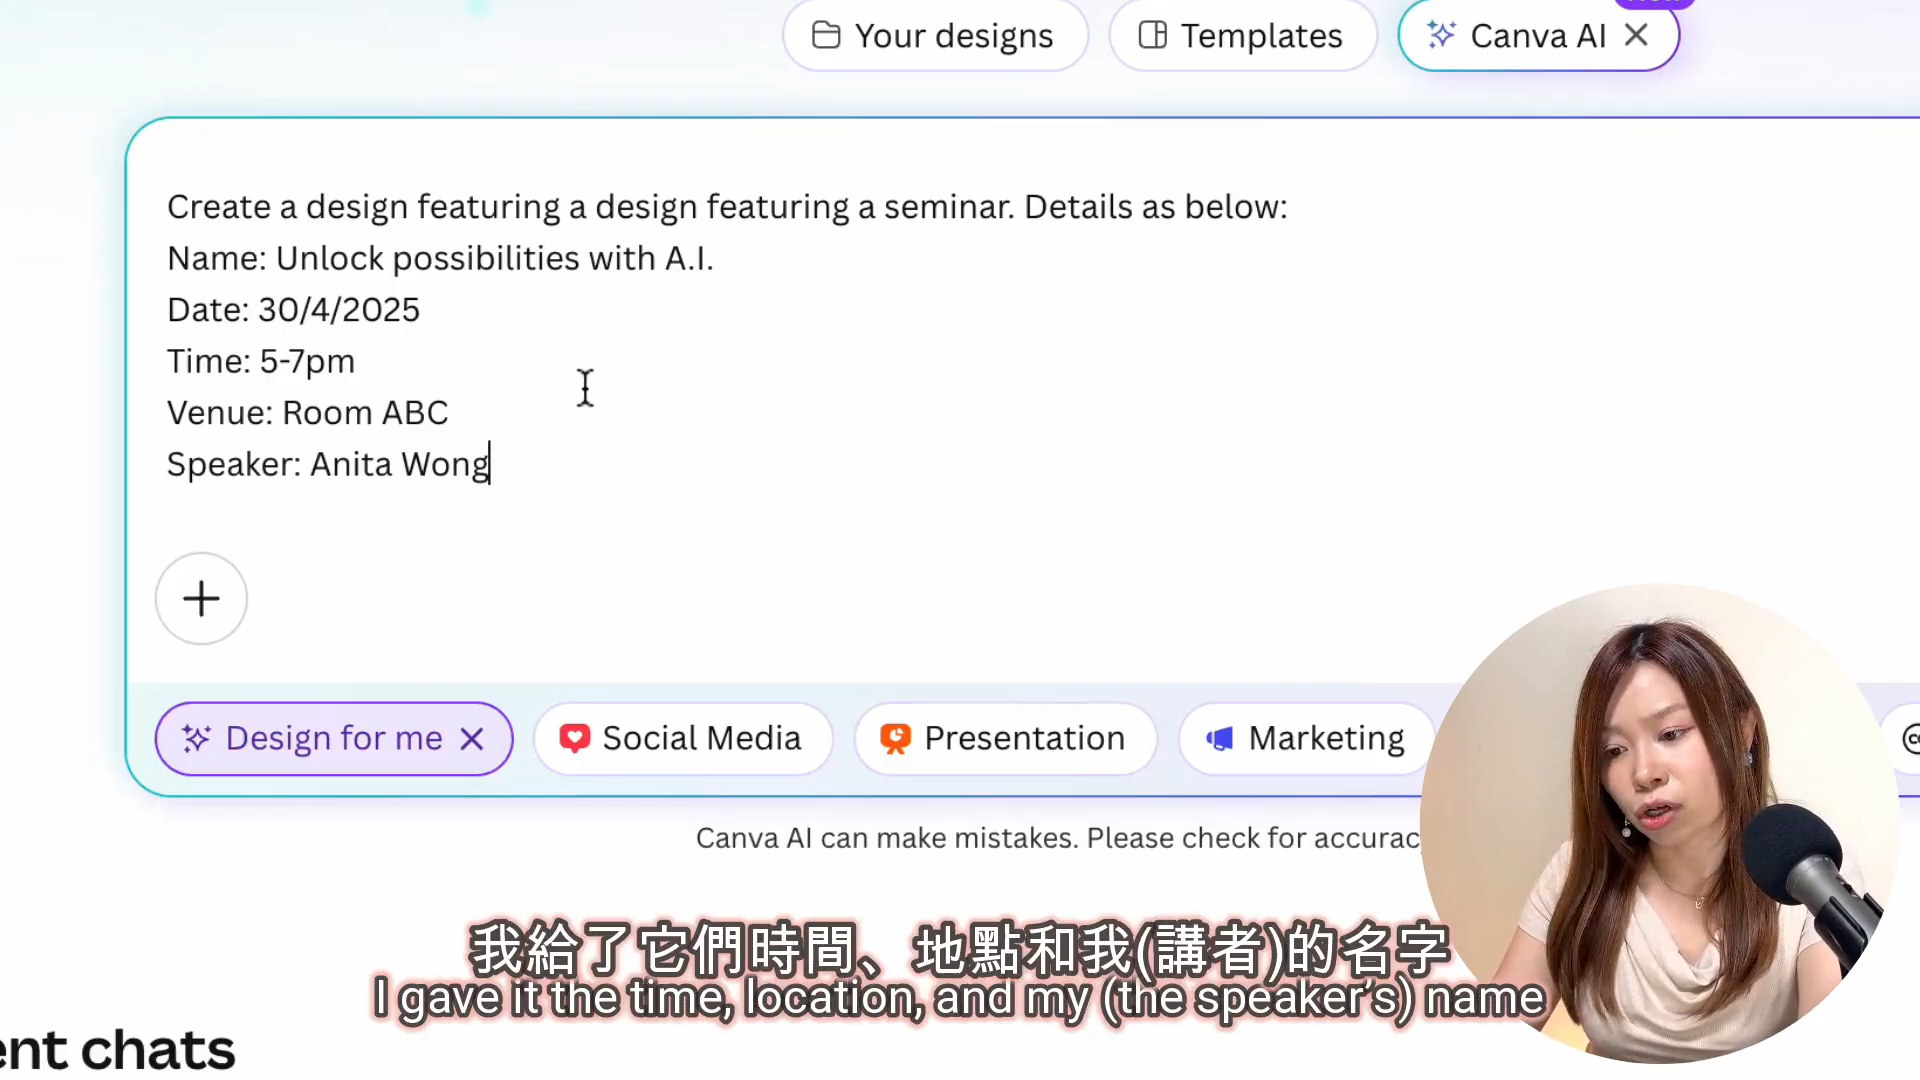 Your designs
Templates
Canva AI
Create a design featuring a design featuring a seminar. Details as below:
Name: Unlock possibilities with A.I.
Date: 30/4/2025
Time: 5-7pm
Venue: Room ABC
Speaker: Anita Wong
Design for me
Social Media
Presentation
Marketing
Canva AI can make mistakes. Please check for accurac
我給了它們時間、地點和我(講者)的名字
I gave it the time, location, and my (the speaker's) name
ent chats